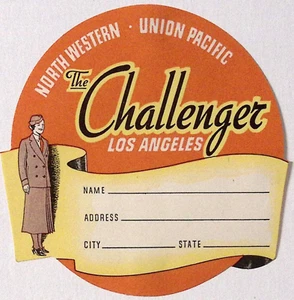 NORTH WESTERN · UNION PACIFIC
The
Challenger
LOS ANGELES
NAME
ADDRESS
CITY STATE